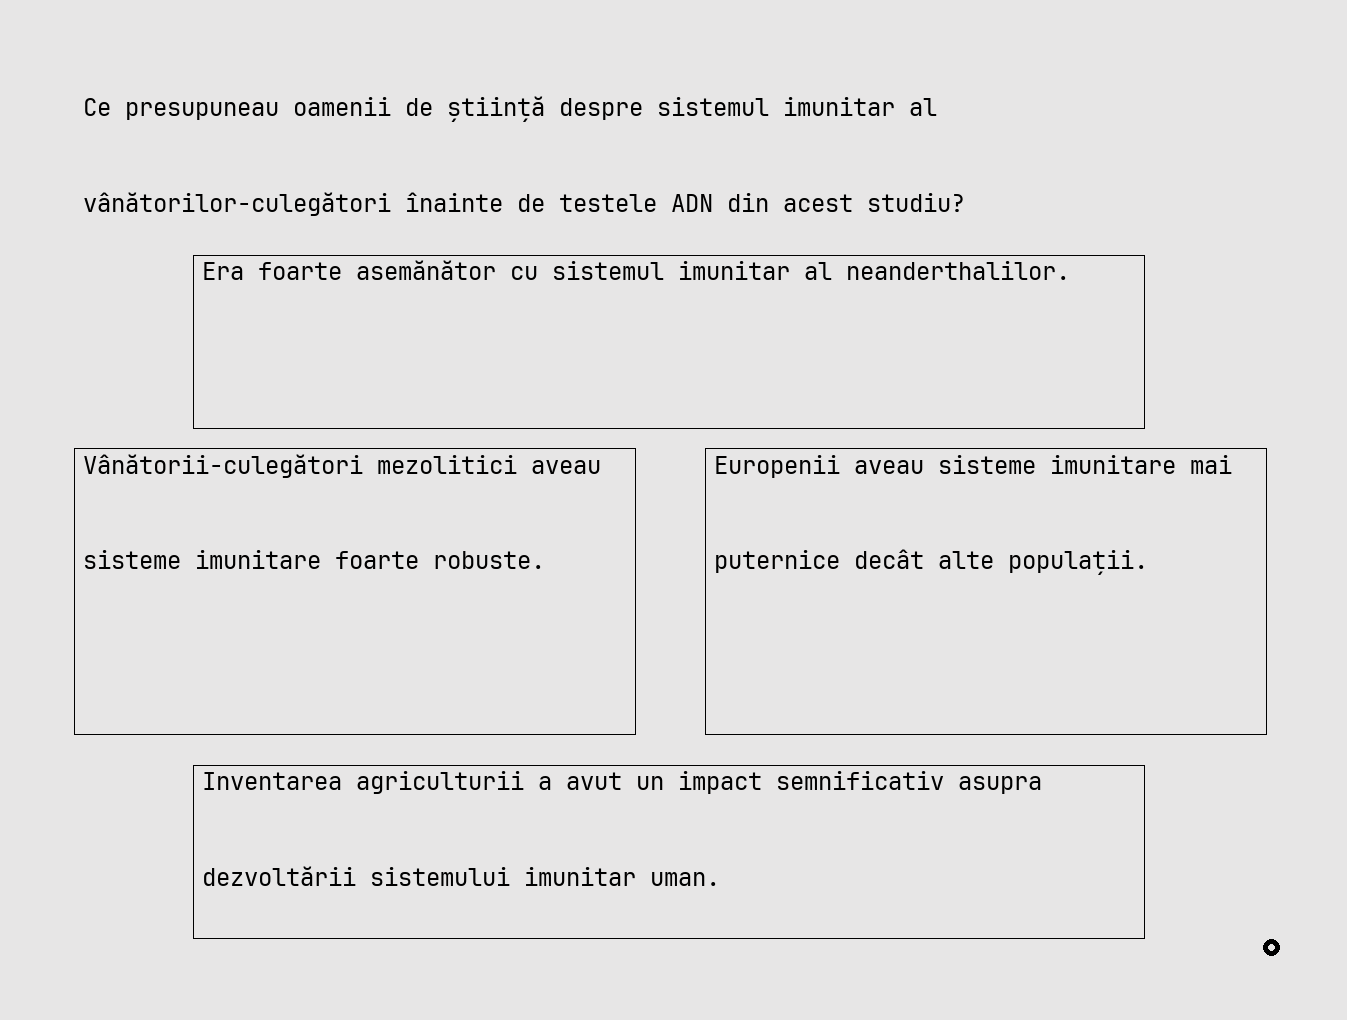 Ce presupuneau oamenii de știință despre sistemul imunitar al
vânătorilor-culegători înainte de testele ADN din acest studiu?
Era foarte asemănător cu sistemul imunitar al neanderthalilor.
Vânătorii-culegători mezolitici aveau
sisteme imunitare foarte robuste.
Europenii aveau sisteme imunitare mai
puternice decât alte populații.
Inventarea agriculturii a avut un impact semnificativ asupra
dezvoltării sistemului imunitar uman.